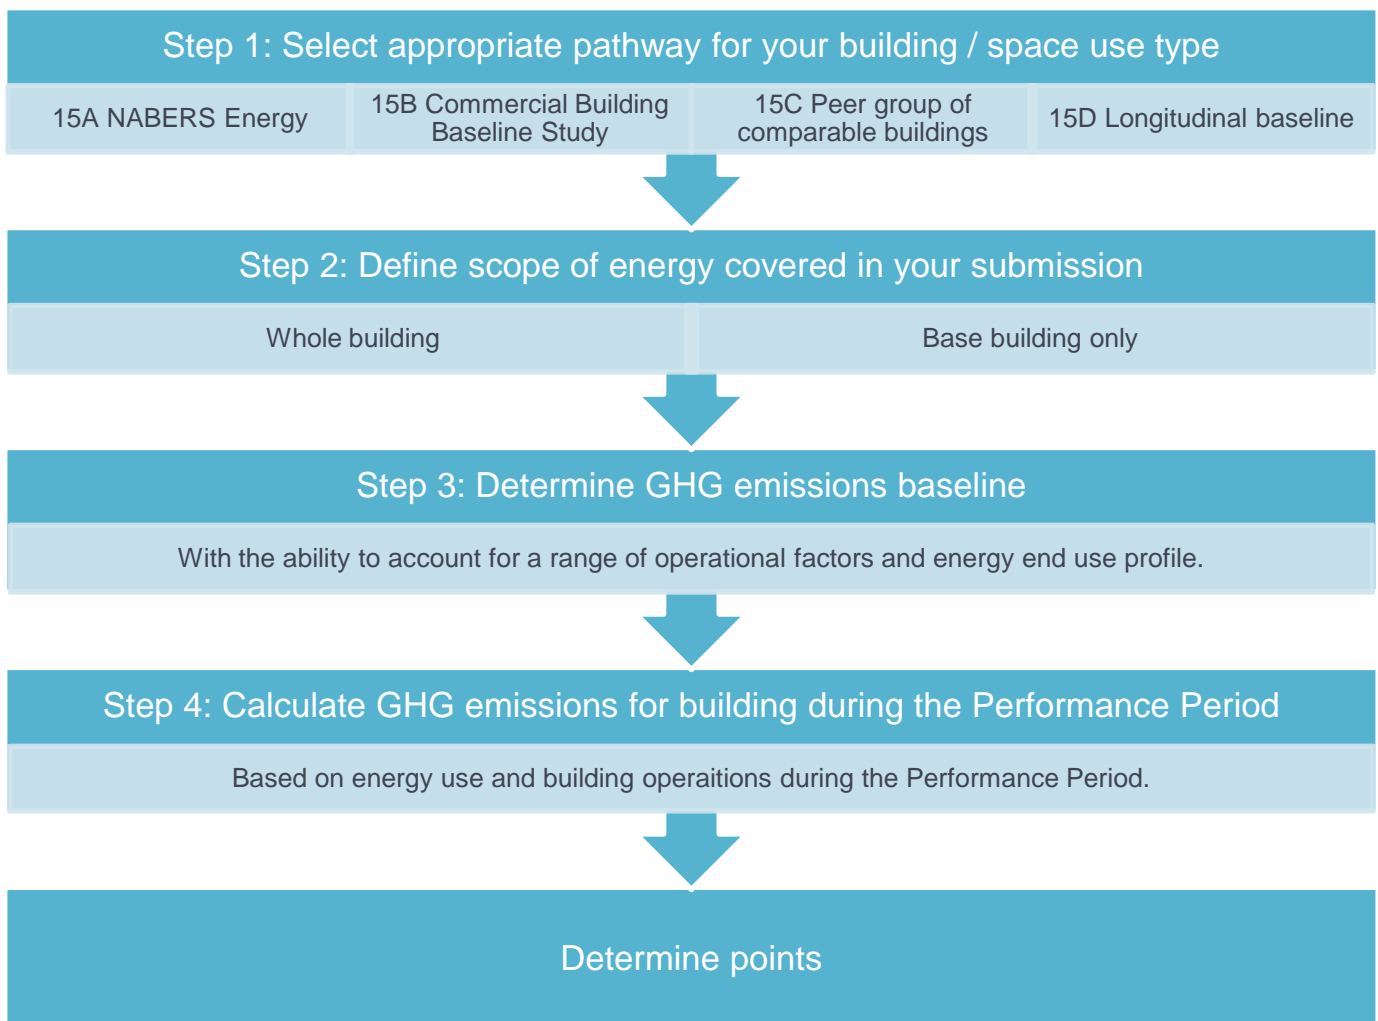 Step 1: Select appropriate pathway for your building / space use type
15A NABERS Energy
15B Commercial Building
Baseline Study
15C Peer group of
comparable buildings
15D Longitudinal baseline
Step 2: Define scope of energy covered in your submission
Whole building
Base building only
Step 3: Determine GHG emissions baseline
With the ability to account for a range of operational factors and energy end use profile.
Step 4: Calculate GHG emissions for building during the Performance Period
Based on energy use and building operaitions during the Performance Period.
Determine points